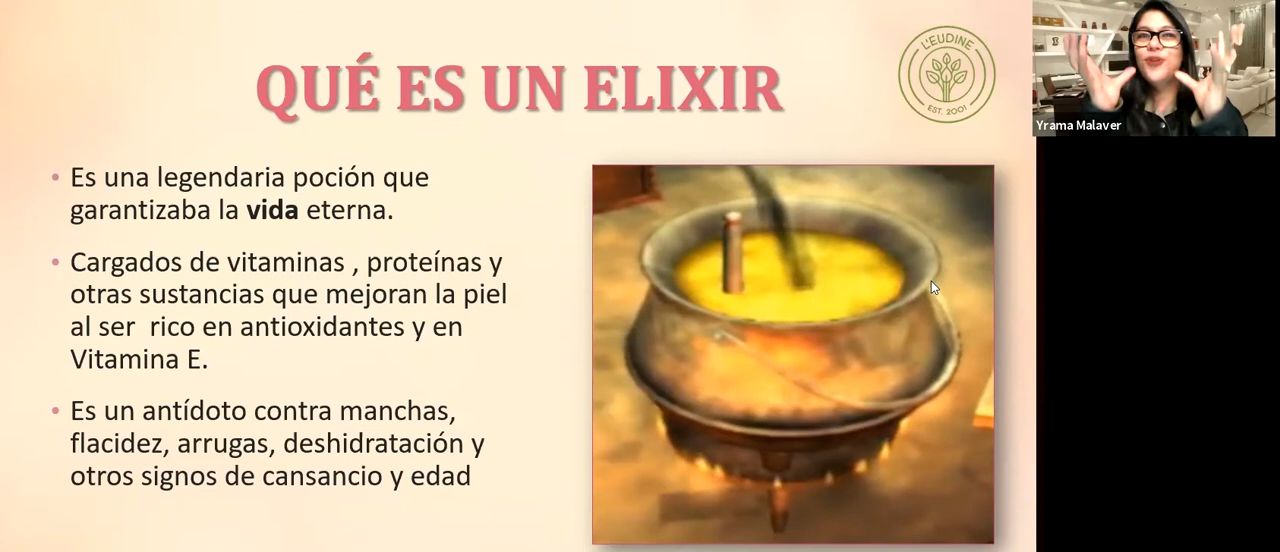 QUÉ ES UN ELIXIR
L'EUDINE
EST. 2001
Yrama Malaver
• Es una legendaria poción que
garantizaba la vida eterna.
• Cargados de vitaminas , proteínas y
otras sustancias que mejoran la piel
al ser  rico en antioxidantes y en
Vitamina E.
• Es un antídoto contra manchas,
flacidez, arrugas, deshidratación y
otros signos de cansancio y edad